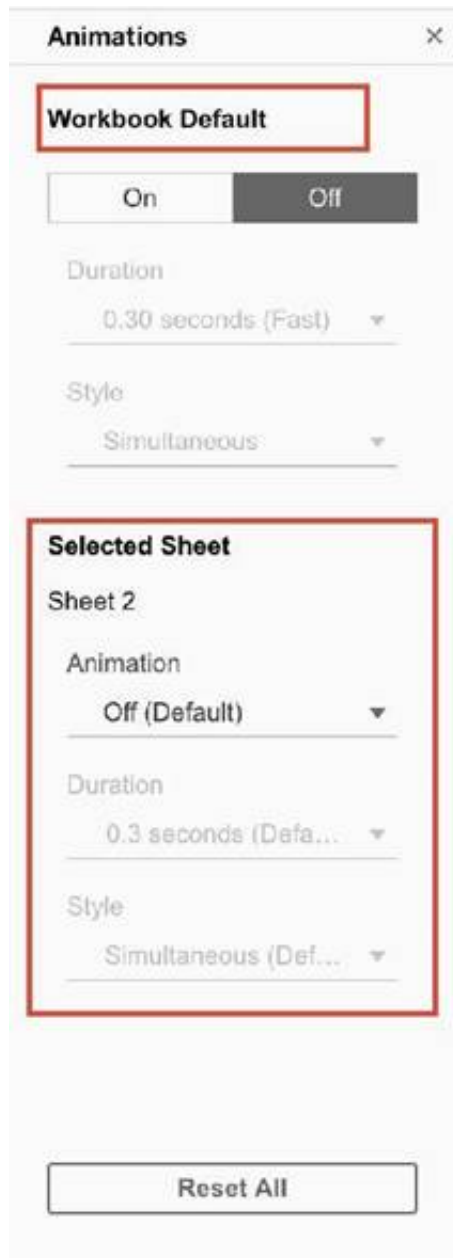 Animations ×
Workbook Default
On Off
Duration
0.30 seconds (Fast)
Style
Simultaneous
Selected Sheet
Sheet 2
Animation
Off (Default)
Duration
0.3 seconds (Defa...
Style
Simultaneous (Def...
Reset All